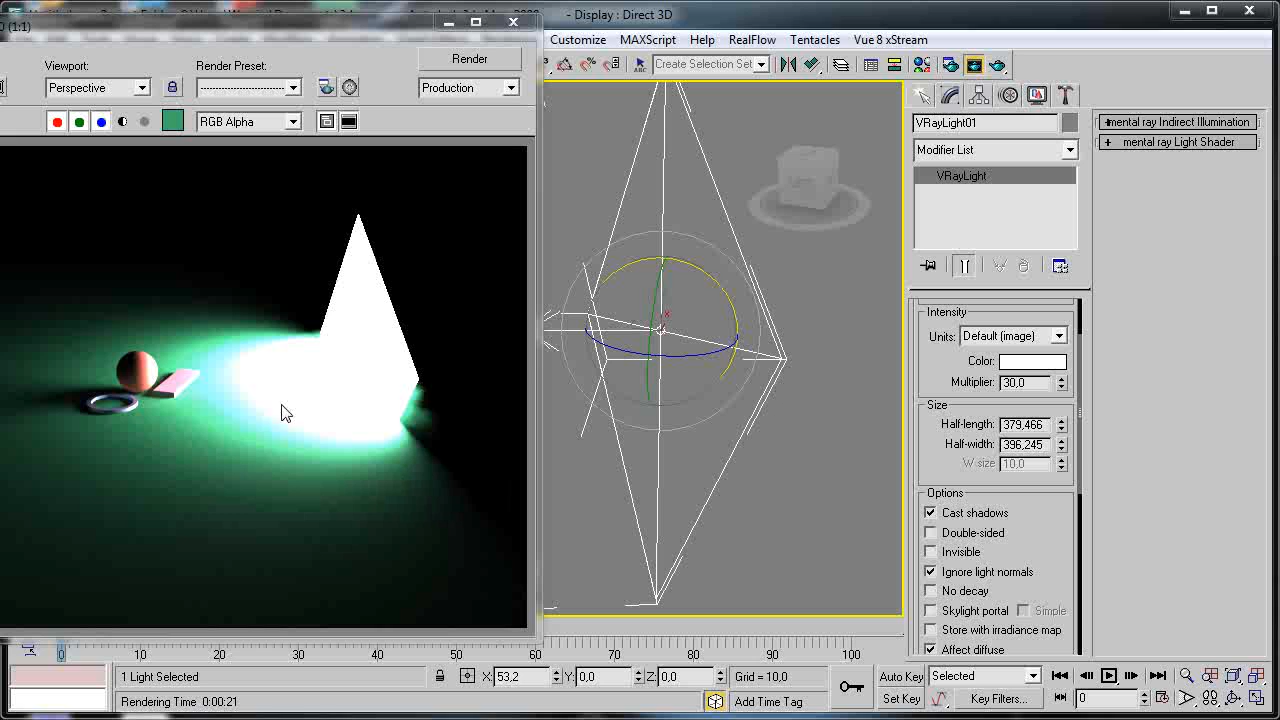 (1:1)
- Display : Direct 3D
Customize MAXScript Help RealFlow Tentacles Vue 8 xStream
Viewport:
Render Preset:
Render
Perspective
Production
RGB Alpha
Create Selection Set
VRayLight01
Modifier List
VRayLight
mental ray Indirect Illumination
+ mental ray Light Shader
Intensity
Units: Default (image)
Color:
Multiplier: 30,0
Size
Half-length: 379,466
Half-width: 396,245
W size 10,0
Options
Cast shadows
Double-sided
Invisible
Ignore light normals
No decay
Skylight portal Simple
Store with irradiance map
Affect diffuse
x
0 10 20 30 40 50 60 70 80 90 100
1 Light Selected
X: 53,2 Y: 0,0 Z: 0,0 Grid = 10,0
Auto Key Selected
Rendering Time 0:00:21
Add Time Tag
Set Key Key Filters... 0